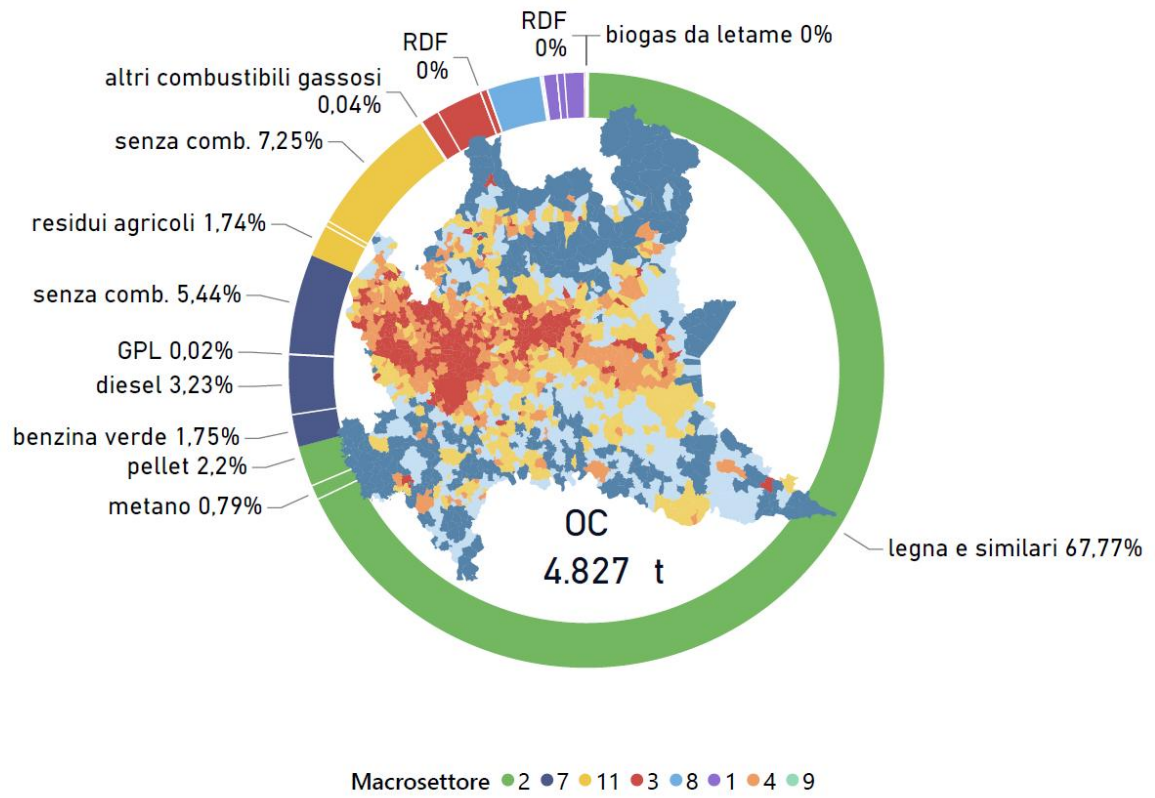 RDF
0%
biogas da letame 0%
RDF
0%
altri combustibili gassosi
0,04%
senza comb. 7,25%
residui agricoli 1,74%
senza comb. 5,44%
GPL 0,02%
diesel 3,23%
benzina verde 1,75%
pellet 2,2%
metano 0,79%
legna e similari 67,77%
OC
4.827 t
Macrosettore 2 7 11 3 8 1 4 9